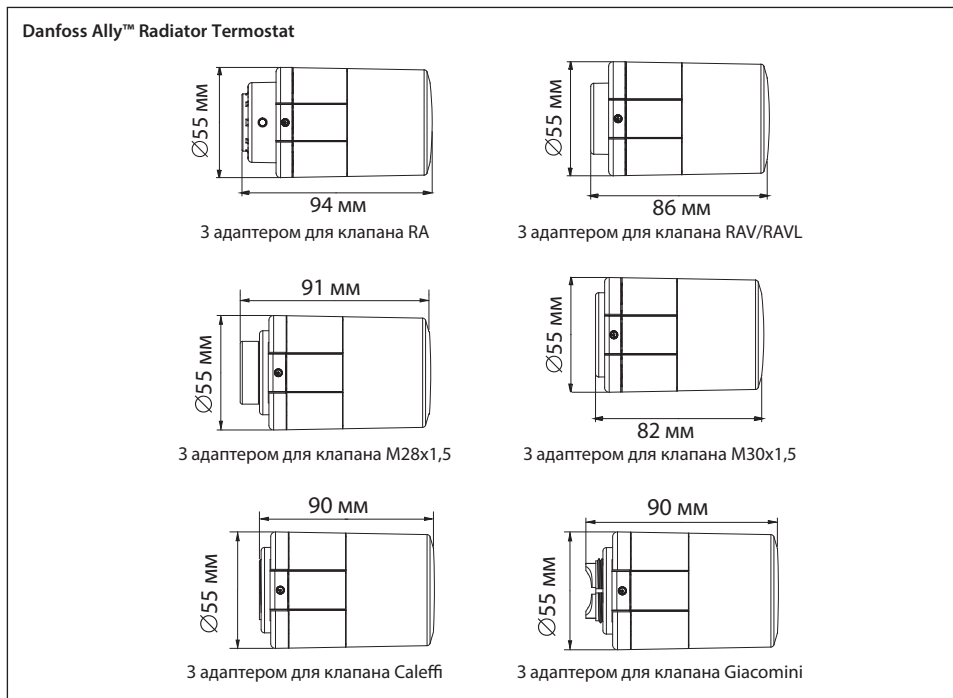 Danfoss Ally™ Radiator Termostat
Ø55 мм
94 мм
З адаптером для клапана RA
Ø55 мм
86 мм
З адаптером для клапана RAV/RAVL
91 мм
Ø55 мм
З адаптером для клапана M28x1,5
Ø55 мм
82 мм
З адаптером для клапана M30x1,5
90 мм
Ø55 мм
З адаптером для клапана Caleffi
90 мм
Ø55 мм
З адаптером для клапана Giacomini